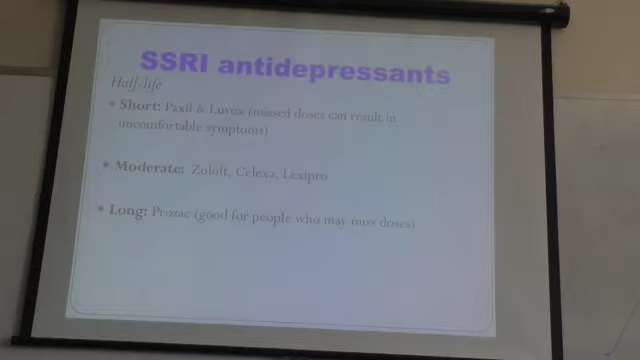 SSRI antidepressants
Half-life
• Short: Paxil & Luvox (missed doses can result in
uncomfortable symptoms)
• Moderate: Zoloft, Celexa, Lexipro
• Long: Prozac (good for people who may miss doses)